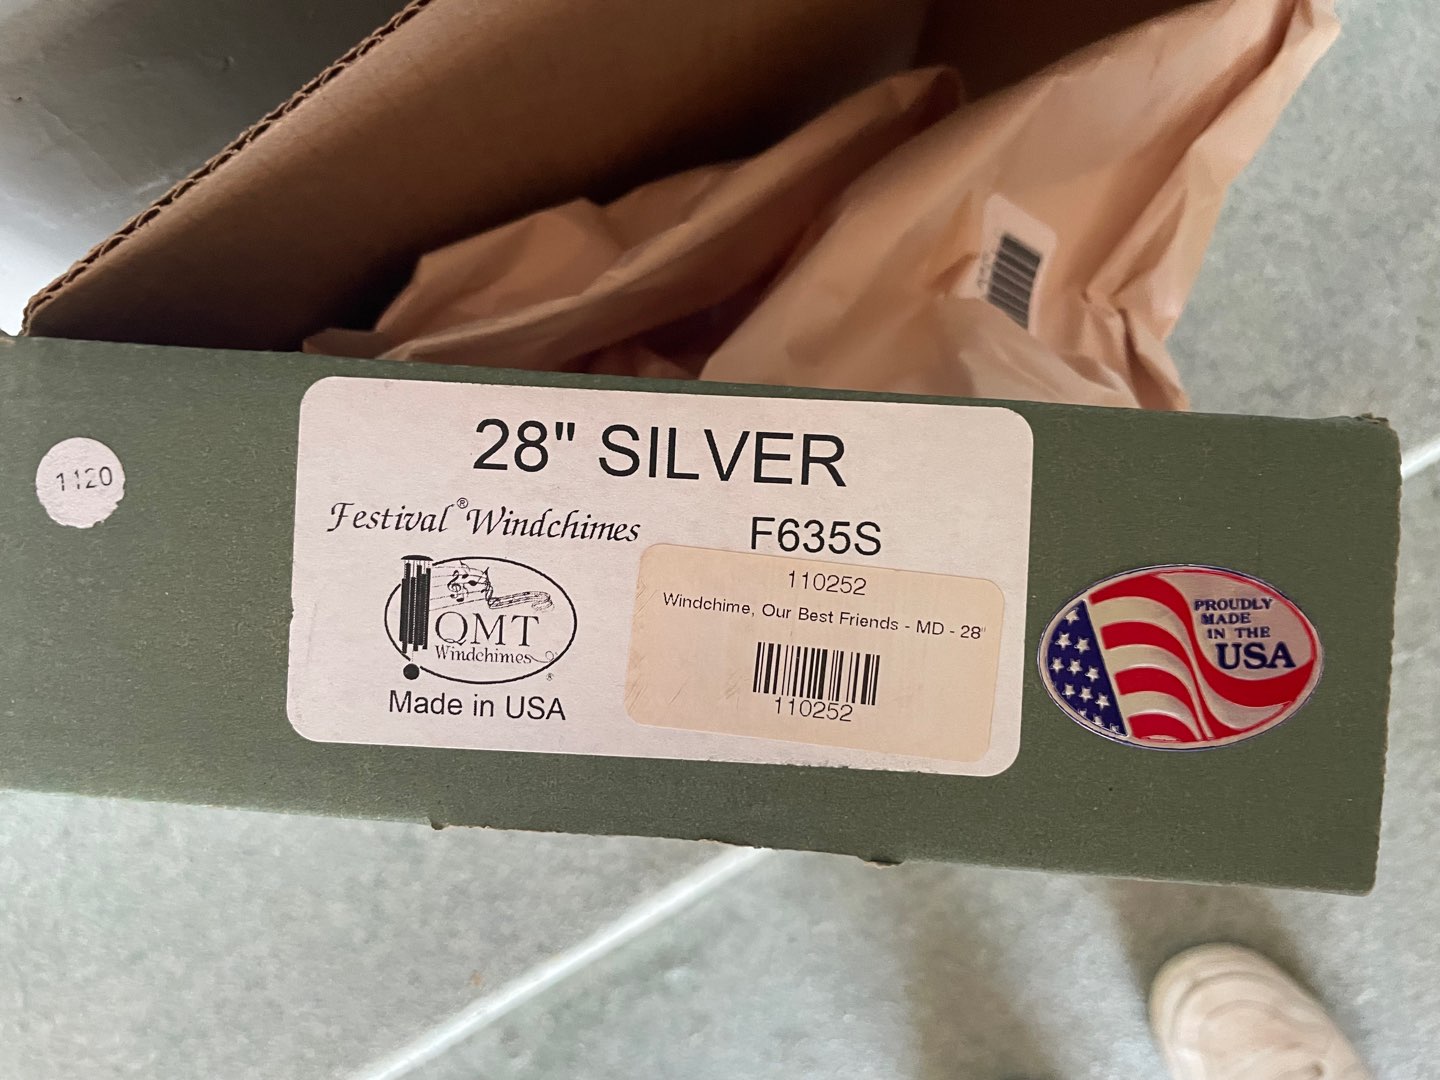 1120
28" SILVER
Festival® Windchimes
F635S
QMT
Windchimes
®
Made in USA
110252
Windchime, Our Best Friends - MD - 28"
110252
PROUDLY
MADE
IN THE
USA